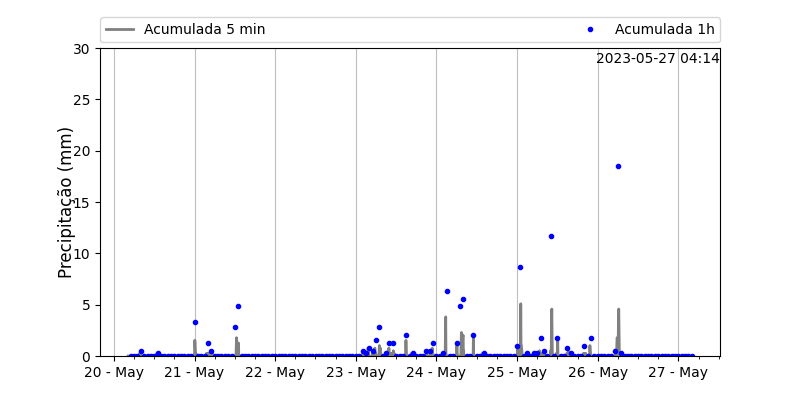 Acumulada 5 min
Acumulada 1h
2023-05-27 04:14
Precipitação (mm)
30
25
20
15
10
5
0
20 - May
21 - May
22 - May
23 - May
24 - May
25 - May
26 - May
27 - May